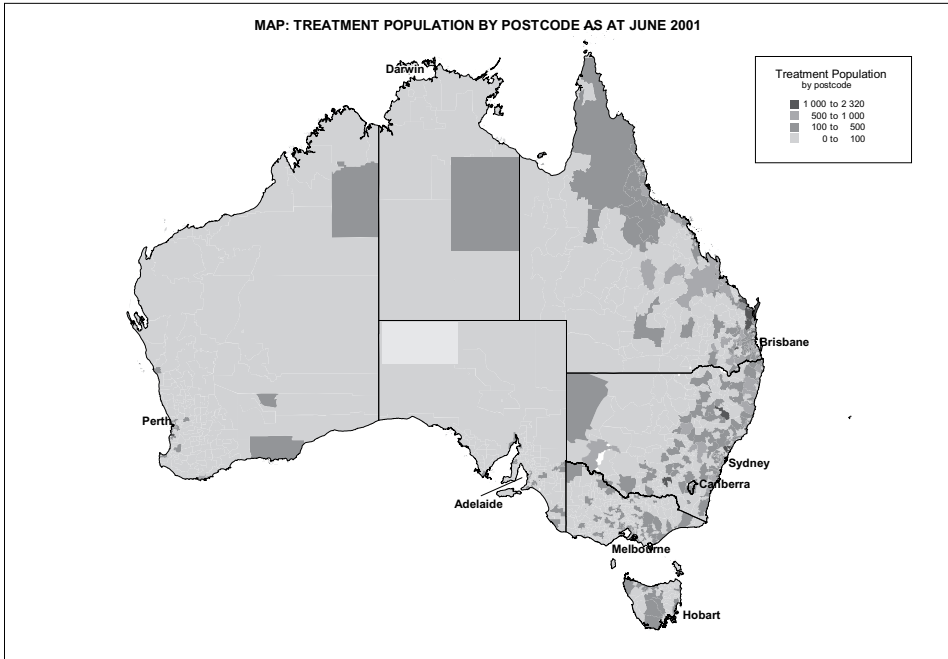 MAP: TREATMENT POPULATION BY POSTCODE AS AT JUNE 2001
Darwin
Treatment Population
by postcode
1 000 to 2 320
500 to 1 000
100 to 500
0 to 100
Brisbane
Perth
Sydney
Canberra
Adelaide
Melbourne
Hobart